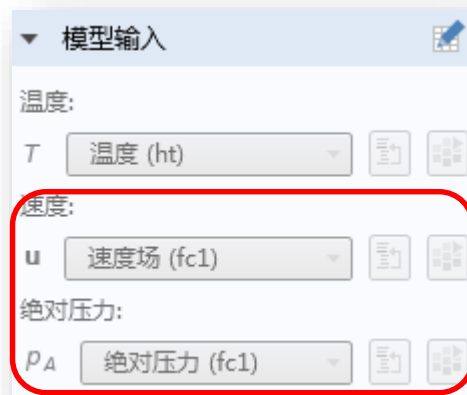 模型输入
温度:
T 温度 (ht)
速度:
u 速度场 (fc1)
绝对压力:
pA 绝对压力 (fc1)